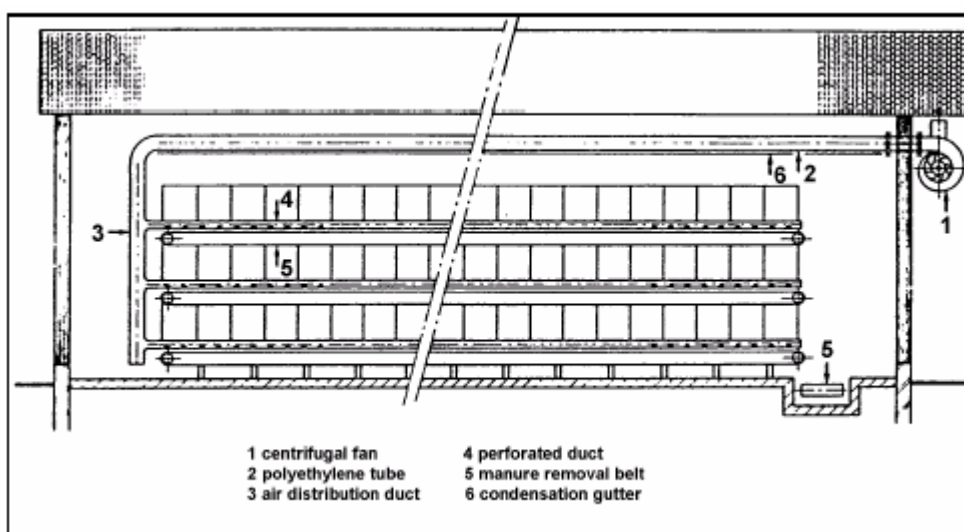 4
6
2
3
1
5
5
1 centrifugal fan
2 polyethylene tube
3 air distribution duct
4 perforated duct
5 manure removal belt
6 condensation gutter